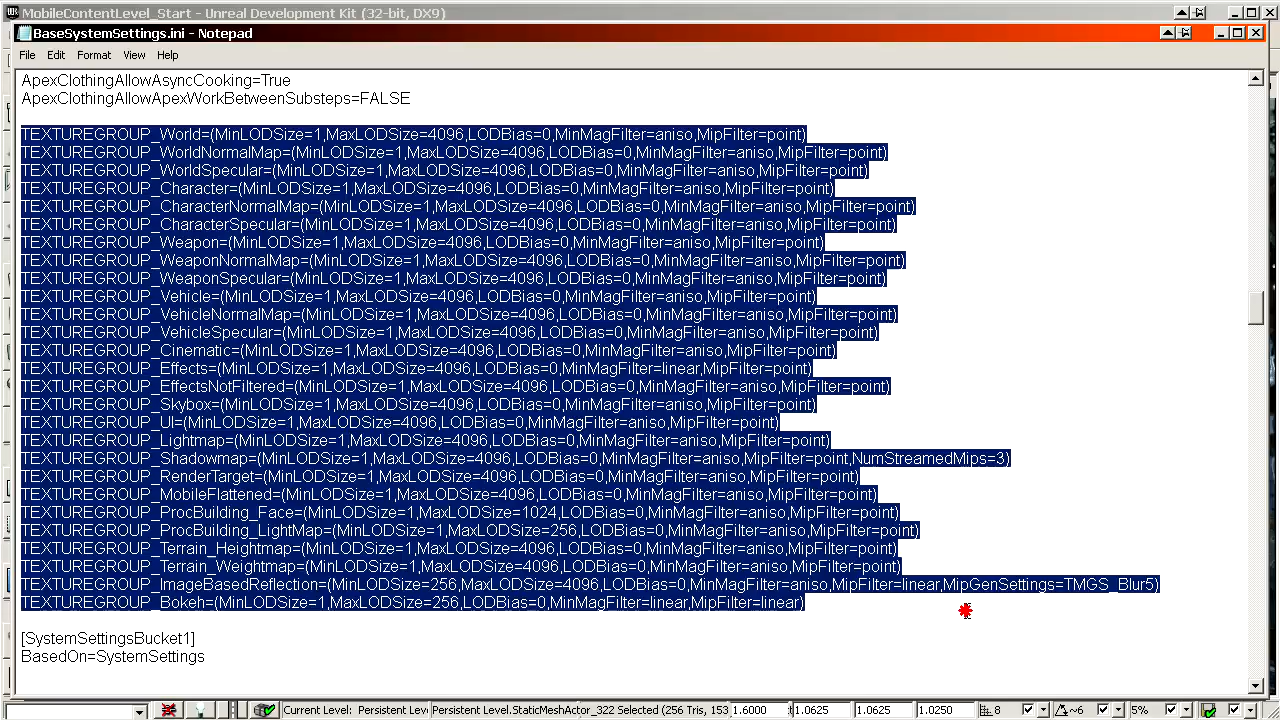 MobileContentLevel_Start - Unreal Development Kit (32-bit, DX9)
BaseSystemSettings.ini - Notepad
File Edit Format View Help
ApexClothingAllowAsyncCooking=True
ApexClothingAllowApexWorkBetweenSubsteps=FALSE
TEXTUREGROUP_World=(MinLODSize=1,MaxLODSize=4096,LODBias=0,MinMagFilter=aniso,MipFilter=point)
TEXTUREGROUP_WorldNormalMap=(MinLODSize=1,MaxLODSize=4096,LODBias=0,MinMagFilter=aniso,MipFilter=point)
TEXTUREGROUP_WorldSpecular=(MinLODSize=1,MaxLODSize=4096,LODBias=0,MinMagFilter=aniso,MipFilter=point)
TEXTUREGROUP_Character=(MinLODSize=1,MaxLODSize=4096,LODBias=0,MinMagFilter=aniso,MipFilter=point)
TEXTUREGROUP_CharacterNormalMap=(MinLODSize=1,MaxLODSize=4096,LODBias=0,MinMagFilter=aniso,MipFilter=point)
TEXTUREGROUP_CharacterSpecular=(MinLODSize=1,MaxLODSize=4096,LODBias=0,MinMagFilter=aniso,MipFilter=point)
TEXTUREGROUP_Weapon=(MinLODSize=1,MaxLODSize=4096,LODBias=0,MinMagFilter=aniso,MipFilter=point)
TEXTUREGROUP_WeaponNormalMap=(MinLODSize=1,MaxLODSize=4096,LODBias=0,MinMagFilter=aniso,MipFilter=point)
TEXTUREGROUP_WeaponSpecular=(MinLODSize=1,MaxLODSize=4096,LODBias=0,MinMagFilter=aniso,MipFilter=point)
TEXTUREGROUP_Vehicle=(MinLODSize=1,MaxLODSize=4096,LODBias=0,MinMagFilter=aniso,MipFilter=point)
TEXTUREGROUP_VehicleNormalMap=(MinLODSize=1,MaxLODSize=4096,LODBias=0,MinMagFilter=aniso,MipFilter=point)
TEXTUREGROUP_VehicleSpecular=(MinLODSize=1,MaxLODSize=4096,LODBias=0,MinMagFilter=aniso,MipFilter=point)
TEXTUREGROUP_Cinematic=(MinLODSize=1,MaxLODSize=4096,LODBias=0,MinMagFilter=aniso,MipFilter=point)
TEXTUREGROUP_Effects=(MinLODSize=1,MaxLODSize=4096,LODBias=0,MinMagFilter=linear,MipFilter=point)
TEXTUREGROUP_EffectsNotFiltered=(MinLODSize=1,MaxLODSize=4096,LODBias=0,MinMagFilter=aniso,MipFilter=point)
TEXTUREGROUP_Skybox=(MinLODSize=1,MaxLODSize=4096,LODBias=0,MinMagFilter=aniso,MipFilter=point)
TEXTUREGROUP_UI=(MinLODSize=1,MaxLODSize=4096,LODBias=0,MinMagFilter=aniso,MipFilter=point)
TEXTUREGROUP_Lightmap=(MinLODSize=1,MaxLODSize=4096,LODBias=0,MinMagFilter=aniso,MipFilter=point)
TEXTUREGROUP_Shadowmap=(MinLODSize=1,MaxLODSize=4096,LODBias=0,MinMagFilter=aniso,MipFilter=point,NumStreamedMips=3)
TEXTUREGROUP_RenderTarget=(MinLODSize=1,MaxLODSize=4096,LODBias=0,MinMagFilter=aniso,MipFilter=point)
TEXTUREGROUP_MobileFlattened=(MinLODSize=1,MaxLODSize=4096,LODBias=0,MinMagFilter=aniso,MipFilter=point)
TEXTUREGROUP_ProcBuilding_Face=(MinLODSize=1,MaxLODSize=1024,LODBias=0,MinMagFilter=aniso,MipFilter=point)
TEXTUREGROUP_ProcBuilding_LightMap=(MinLODSize=1,MaxLODSize=256,LODBias=0,MinMagFilter=aniso,MipFilter=point)
TEXTUREGROUP_Terrain_Heightmap=(MinLODSize=1,MaxLODSize=4096,LODBias=0,MinMagFilter=aniso,MipFilter=point)
TEXTUREGROUP_Terrain_Weightmap=(MinLODSize=1,MaxLODSize=4096,LODBias=0,MinMagFilter=aniso,MipFilter=point)
TEXTUREGROUP_ImageBasedReflection=(MinLODSize=256,MaxLODSize=4096,LODBias=0,MinMagFilter=aniso,MipFilter=linear,MipGenSettings=TMGS_Blur5)
TEXTUREGROUP_Bokeh=(MinLODSize=1,MaxLODSize=256,LODBias=0,MinMagFilter=linear,MipFilter=linear)
[SystemSettingsBucket1]
BasedOn=SystemSettings
Current Level: Persistent Level Persistent Level.StaticMeshActor_322 Selected (256 Tris, 153 1.6000 1.0625 1.0625 1.0250 8 6 5%